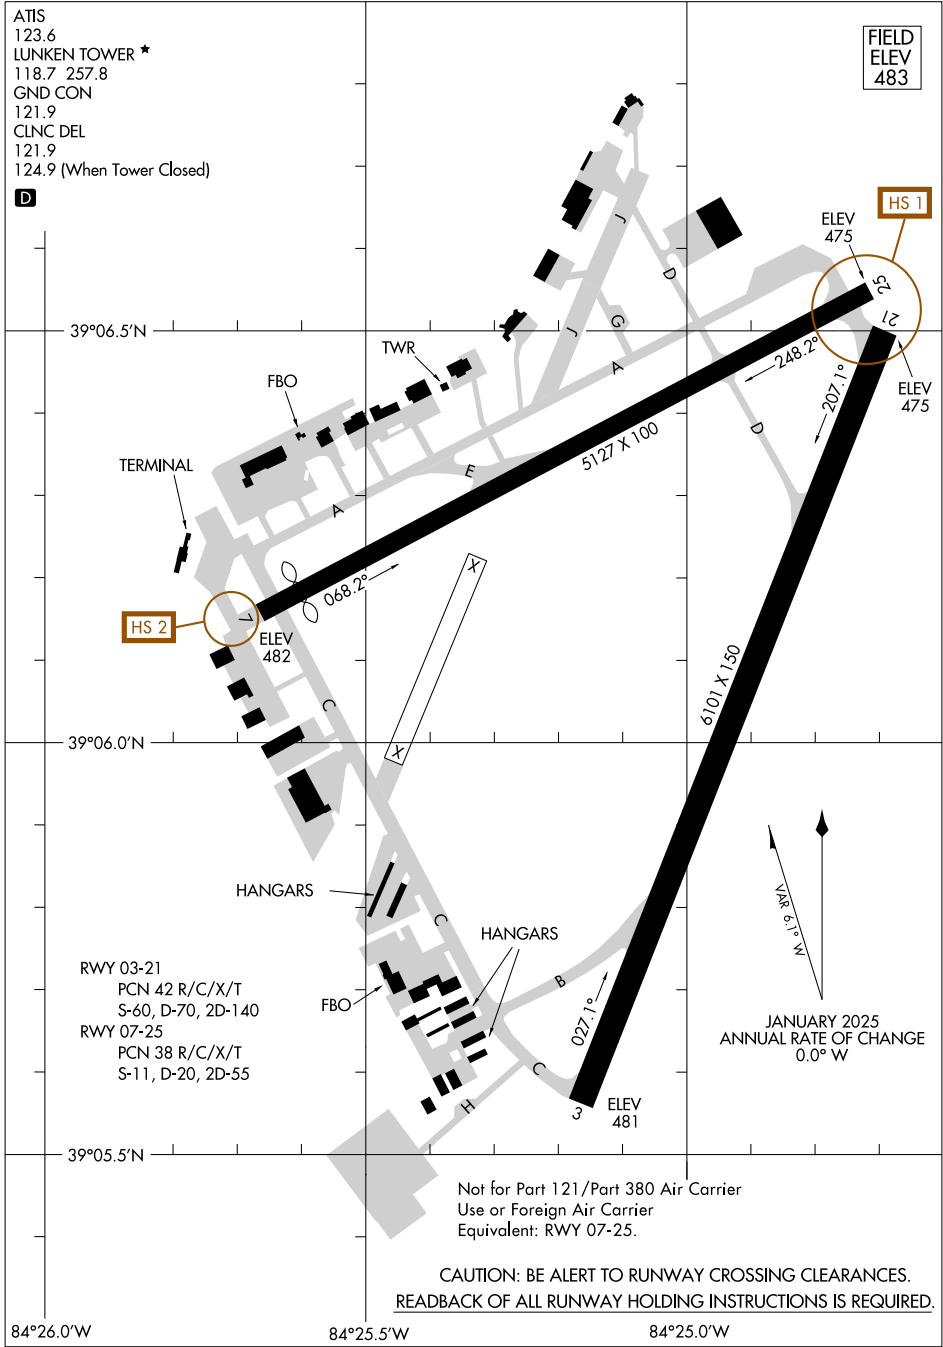 ATIS
123.6
LUNKEN TOWER ★
118.7 257.8
GND CON
121.9
CLNC DEL
121.9
124.9 (When Tower Closed)
D
FIELD
ELEV
483
HS 1
ELEV
475
25
21
J
D
39°06.5'N
G
J
TWR
A
248.2°
207.1°
ELEV
475
FBO
D
5127 X 100
TERMINAL
E
A
X
068.2°
HS 2
7
ELEV
482
6101 X 150
C
39°06.0'N
X
VAR 6.1° W
HANGARS
C
HANGARS
RWY 03-21
PCN 42 R/C/X/T
S-60, D-70, 2D-140
RWY 07-25
PCN 38 R/C/X/T
S-11, D-20, 2D-55
FBO
B
027.1°
JANUARY 2025
ANNUAL RATE OF CHANGE
0.0° W
C
H
3
ELEV
481
39°05.5'N
Not for Part 121/Part 380 Air Carrier
Use or Foreign Air Carrier
Equivalent: RWY 07-25.
CAUTION: BE ALERT TO RUNWAY CROSSING CLEARANCES.
READBACK OF ALL RUNWAY HOLDING INSTRUCTIONS IS REQUIRED.
84°26.0'W
84°25.5'W
84°25.0'W